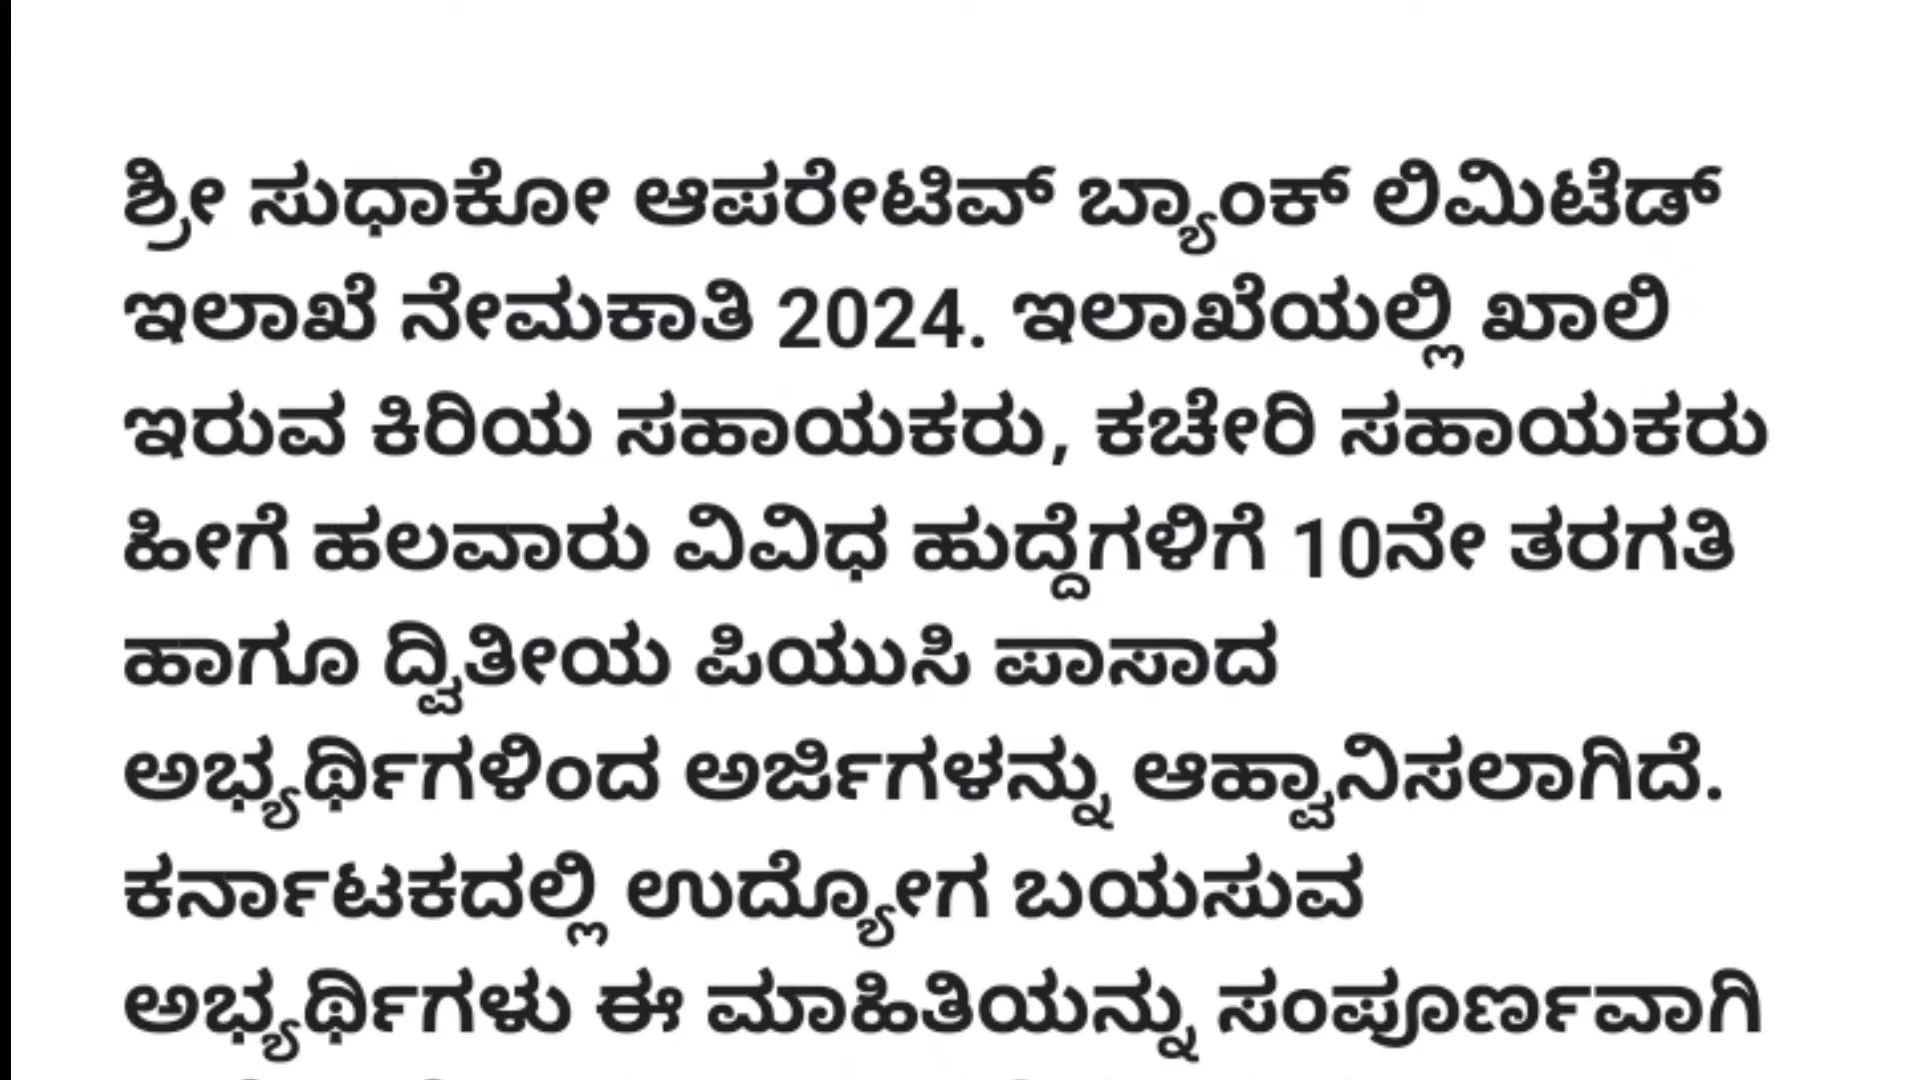 ಶ್ರೀ ಸುಧಾಕೋ ಆಪರೇಟಿವ್ ಬ್ಯಾಂಕ್ ಲಿಮಿಟೆಡ್
ಇಲಾಖೆ ನೇಮಕಾತಿ 2024. ಇಲಾಖೆಯಲ್ಲಿ ಖಾಲಿ
ಇರುವ ಕಿರಿಯ ಸಹಾಯಕರು, ಕಚೇರಿ ಸಹಾಯಕರು
ಹೀಗೆ ಹಲವಾರು ವಿವಿಧ ಹುದ್ದೆಗಳಿಗೆ 10ನೇ ತರಗತಿ
ಹಾಗೂ ದ್ವಿತೀಯ ಪಿಯುಸಿ ಪಾಸಾದ
ಅಭ್ಯರ್ಥಿಗಳಿಂದ ಅರ್ಜಿಗಳನ್ನು ಆಹ್ವಾನಿಸಲಾಗಿದೆ.
ಕರ್ನಾಟಕದಲ್ಲಿ ಉದ್ಯೋಗ ಬಯಸುವ
ಅಭ್ಯರ್ಥಿಗಳು ಈ ಮಾಹಿತಿಯನ್ನು ಸಂಪೂರ್ಣವಾಗಿ